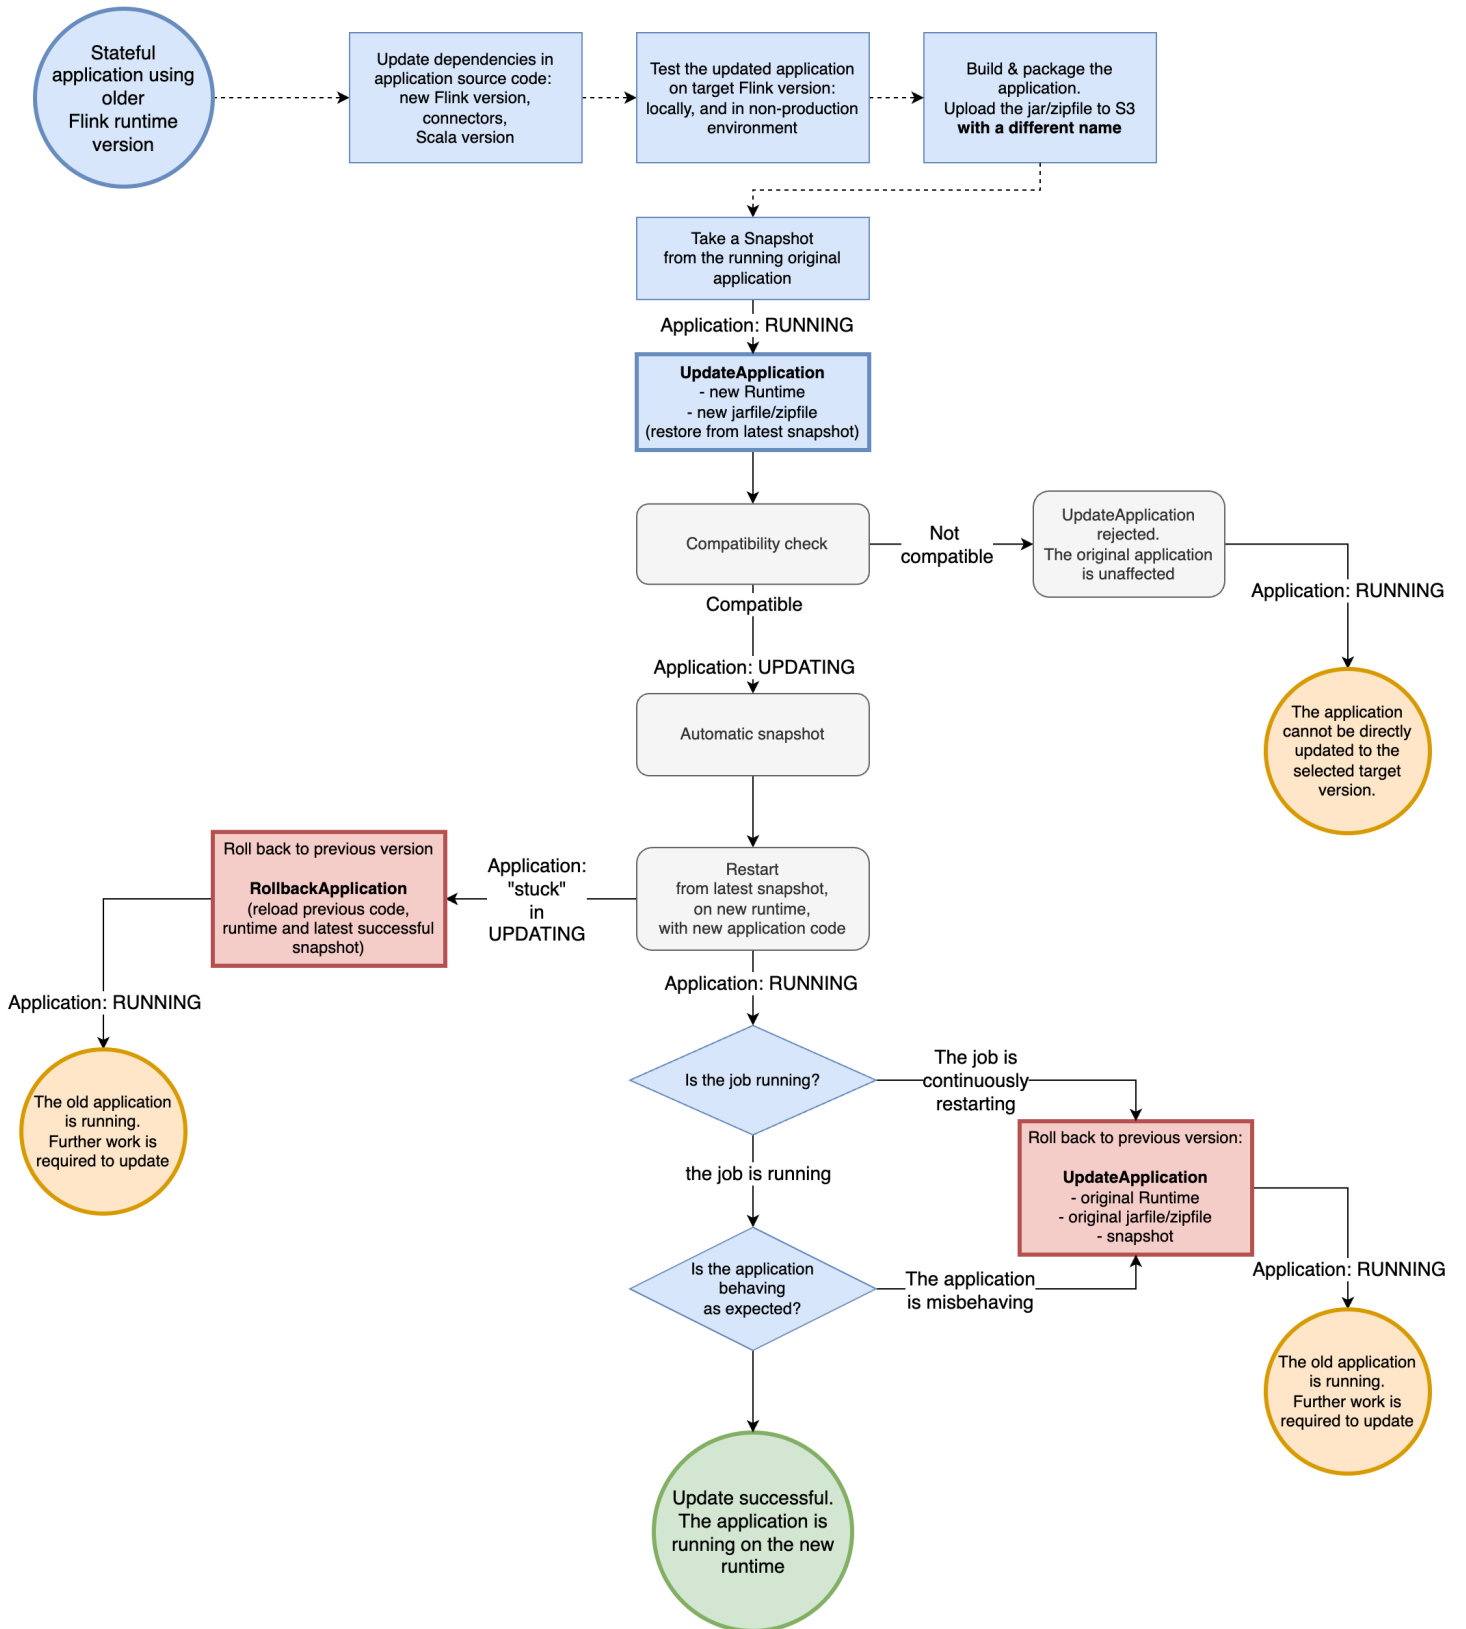 Stateful
application using
older
Flink runtime
version
Update dependencies in
application source code:
new Flink version,
connectors,
Scala version
Test the updated application
on target Flink version:
locally, and in non-production
environment
Build & package the
application.
Upload the jar/zipfile to S3
with a different name
Take a Snapshot
from the running original
application
Application: RUNNING
UpdateApplication
- new Runtime
- new jarfile/zipfile
(restore from latest snapshot)
Compatibility check
Not
compatible
UpdateApplication
rejected.
The original application
is unaffected
Application: RUNNING
The application
cannot be directly
updated to the
selected target
version.
Compatible
Application: UPDATING
Automatic snapshot
Restart
from latest snapshot,
on new runtime,
with new application code
Application:
"stuck"
in
UPDATING
Roll back to previous version
RollbackApplication
(reload previous code,
runtime and latest successful
snapshot)
Application: RUNNING
The old application
is running.
Further work is
required to update
Application: RUNNING
Is the job running?
The job is
continuously
restarting
the job is running
Roll back to previous version:
UpdateApplication
- original Runtime
- original jarfile/zipfile
- snapshot
Is the application
behaving
as expected?
The application
is misbehaving
Application: RUNNING
The old application
is running.
Further work is
required to update
Update successful.
The application is
running on the new
runtime